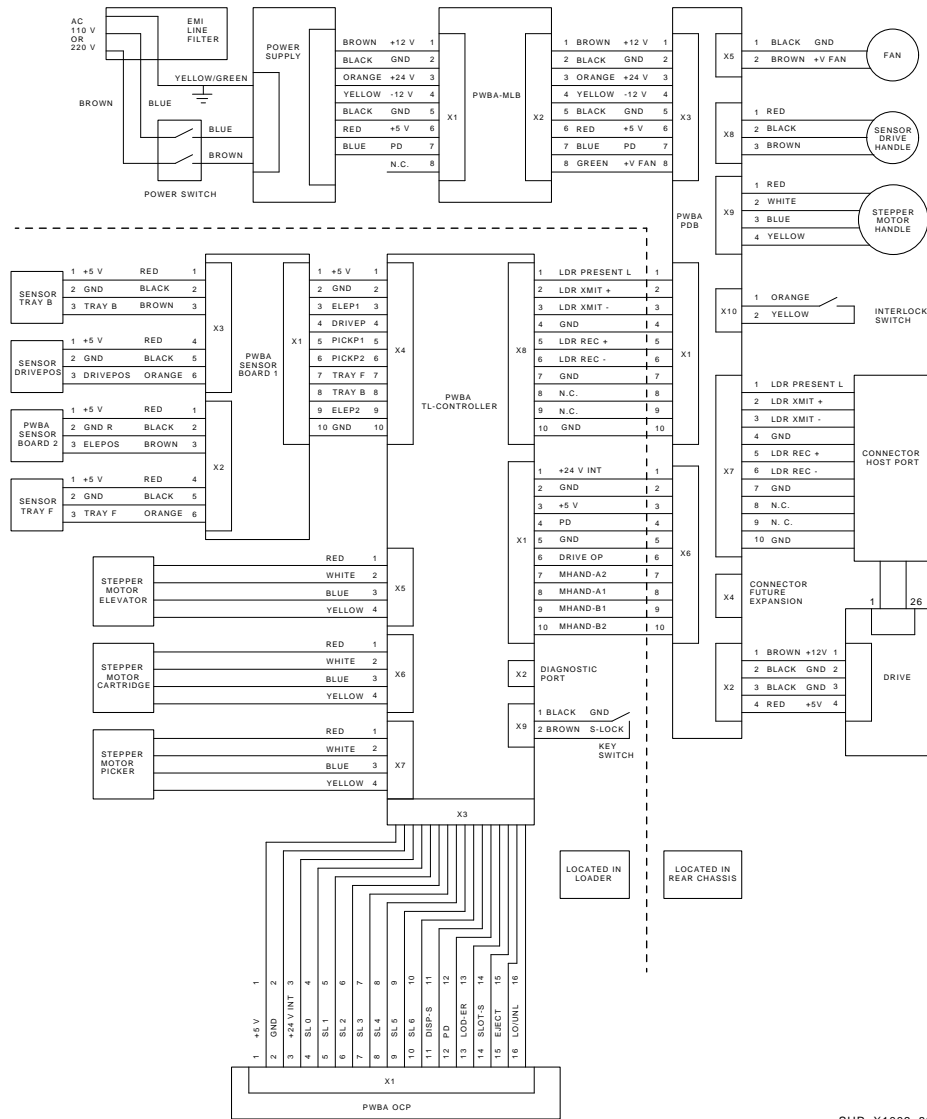 AC
110 V
OR
220 V
EMI
LINE
FILTER
YELLOW/GREEN
BROWN
BLUE
BLUE
BROWN
POWER SWITCH
POWER
SUPPLY
BROWN +12 V 1
BLACK GND 2
ORANGE +24 V 3
YELLOW -12 V 4
BLACK GND 5
RED +5 V 6
BLUE PD 7
N.C. 8
X1
PWBA-MLB
X2
1 BROWN +12 V 1
2 BLACK GND 2
3 ORANGE +24 V 3
4 YELLOW -12 V 4
5 BLACK GND 5
6 RED +5 V 6
7 BLUE PD 7
8 GREEN +V FAN 8
X3
PWBA
PDB
X5
1 BLACK GND
2 BROWN +V FAN
FAN
X8
1 RED
2 BLACK
3 BROWN
SENSOR
DRIVE
HANDLE
X9
1 RED
2 WHITE
3 BLUE
4 YELLOW
STEPPER
MOTOR
HANDLE
X10
1 ORANGE
2 YELLOW
INTERLOCK
SWITCH
SENSOR
TRAY B
1 +5 V RED 1
2 GND BLACK 2
3 TRAY B BROWN 3
SENSOR
DRIVEPOS
1 +5 V RED 4
2 GND BLACK 5
3 DRIVEPOS ORANGE 6
X3
PWBA
SENSOR
BOARD 2
1 +5 V RED 1
2 GND R BLACK 2
3 ELEPOS BROWN 3
SENSOR
TRAY F
1 +5 V RED 4
2 GND BLACK 5
3 TRAY F ORANGE 6
X2
PWBA
SENSOR
BOARD 1
X1
1 +5 V 1
2 GND 2
3 ELEP1 3
4 DRIVEP 4
5 PICKP1 5
6 PICKP2 6
7 TRAY F 7
8 TRAY B 8
9 ELEP2 9
10 GND 10
X4
PWBA
TL-CONTROLLER
X8
1 LDR PRESENT L 1
2 LDR XMIT + 2
3 LDR XMIT - 3
4 GND 4
5 LDR REC + 5
6 LDR REC - 6
7 GND 7
8 N.C. 8
9 N.C. 9
10 GND 10
X1
X1
1 +24 V INT 1
2 GND 2
3 +5 V 3
4 PD 4
5 GND 5
6 DRIVE OP 6
7 MHAND-A2 7
8 MHAND-A1 8
9 MHAND-B1 9
10 MHAND-B2 10
X6
X7
1 LDR PRESENT L
2 LDR XMIT +
3 LDR XMIT -
4 GND
5 LDR REC +
6 LDR REC -
7 GND
8 N.C.
9 N. C.
10 GND
CONNECTOR
HOST PORT
X4
CONNECTOR
FUTURE
EXPANSION
1 26
X2
1 BROWN +12V 1
2 BLACK GND 2
3 BLACK GND 3
4 RED +5V 4
DRIVE
STEPPER
MOTOR
ELEVATOR
RED 1
WHITE 2
BLUE 3
YELLOW 4
X5
STEPPER
MOTOR
CARTRIDGE
RED 1
WHITE 2
BLUE 3
YELLOW 4
X6
STEPPER
MOTOR
PICKER
RED 1
WHITE 2
BLUE 3
YELLOW 4
X7
X2
DIAGNOSTIC
PORT
X9
1 BLACK GND
2 BROWN S-LOCK
KEY
SWITCH
X3
LOCATED IN
LOADER
LOCATED IN
REAR CHASSIS
1 +5 V 1
2 GND 2
3 +24 V INT 3
4 SL 0 4
5 SL 1 5
6 SL 2 6
7 SL 3 7
8 SL 4 8
9 SL 5 9
10 SL 6 10
11 DISP-S 11
12 PD 12
13 LOD-ER 13
14 SLOT-S 14
15 EJECT 15
16 LO/UNL 16
X1
PWBA OCP